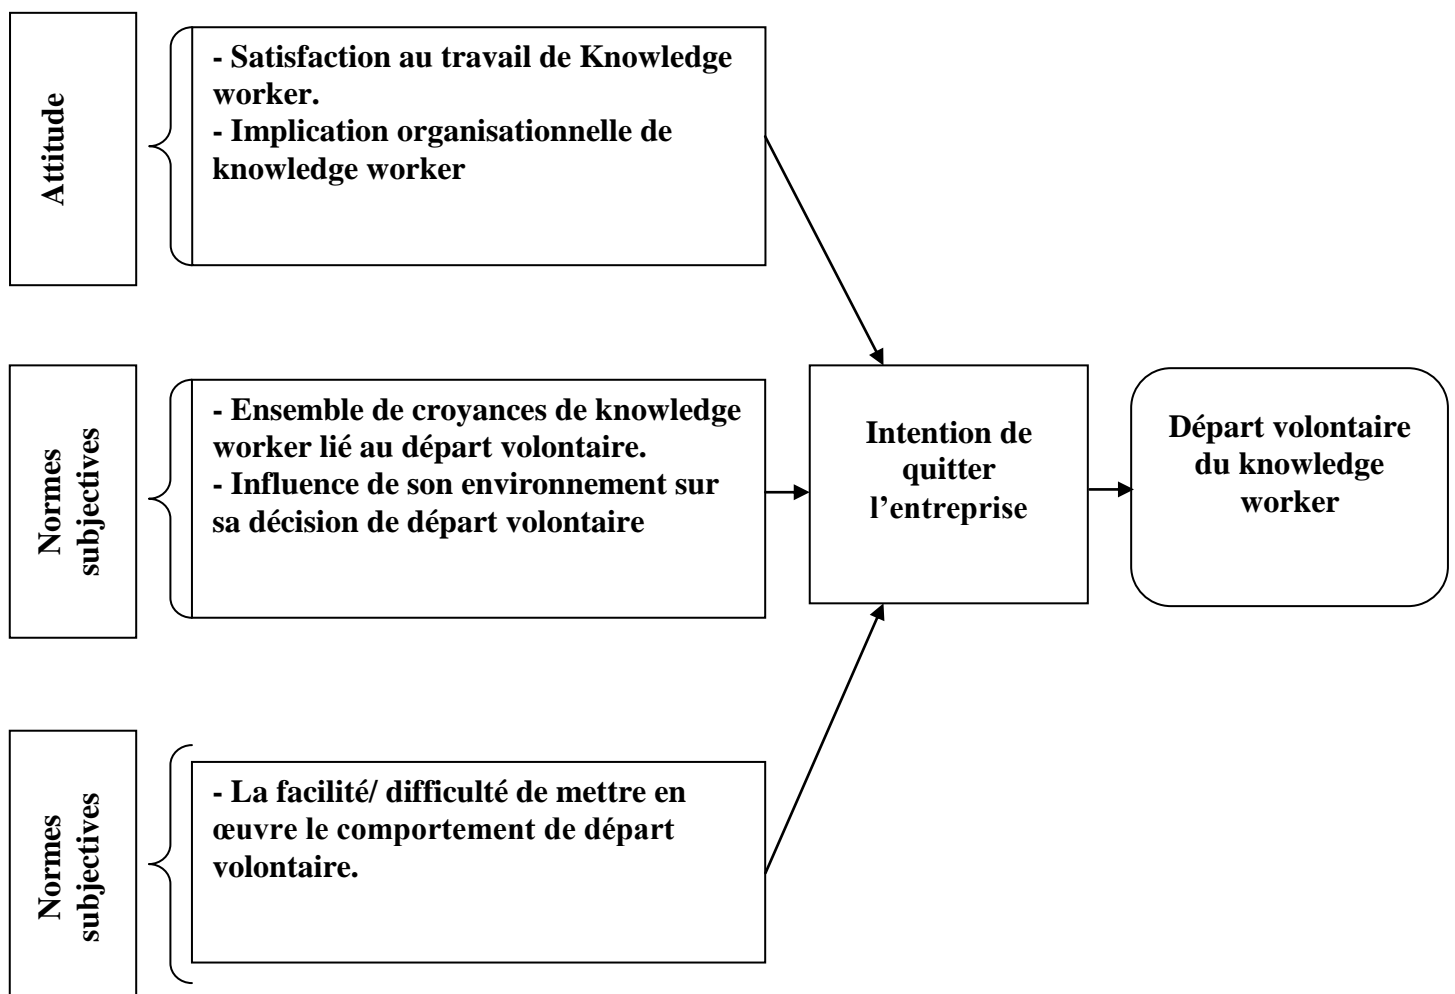 Attitude
- Satisfaction au travail de Knowledge
worker.
- Implication organisationnelle de
knowledge worker
Normes
subjectives
- Ensemble de croyances de knowledge
worker lié au départ volontaire.
- Influence de son environnement sur
sa décision de départ volontaire
Intention de
quitter
l’entreprise
Départ volontaire
du knowledge
worker
Normes
subjectives
- La facilité/ difficulté de mettre en
œuvre le comportement de départ
volontaire.